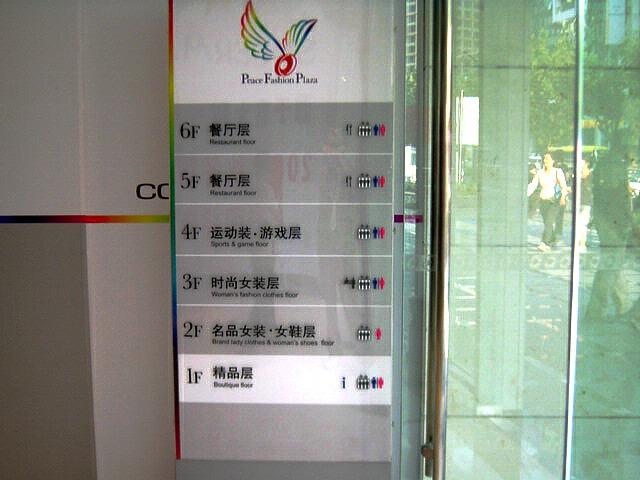 Peace Fashion Plaza
6F 餐厅层
Restaurant floor
5F 餐厅层
Restaurant floor
4F 运动装·游戏层
Sports & game floor
3F 时尚女装层
Woman's fashion clothes floor
2F 名品女装·女鞋层
Brand lady clothes & woman's shoes floor
1F 精品层 i
Boutique floor
CO